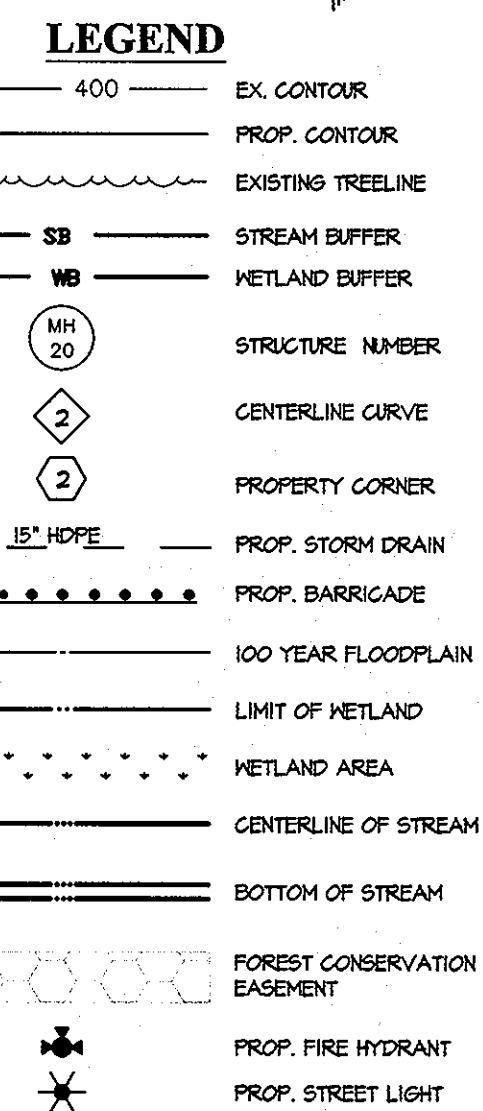 LEGEND
400 EX. CONTOUR
PROP. CONTOUR
EXISTING TREELINE
SB STREAM BUFFER
WB WETLAND BUFFER
MH
20 STRUCTURE NUMBER
2 CENTERLINE CURVE
2 PROPERTY CORNER
15" HDPE PROP. STORM DRAIN
PROP. BARRICADE
100 YEAR FLOODPLAIN
LIMIT OF WETLAND
WETLAND AREA
CENTERLINE OF STREAM
BOTTOM OF STREAM
FOREST CONSERVATION
EASEMENT
PROP. FIRE HYDRANT
PROP. STREET LIGHT